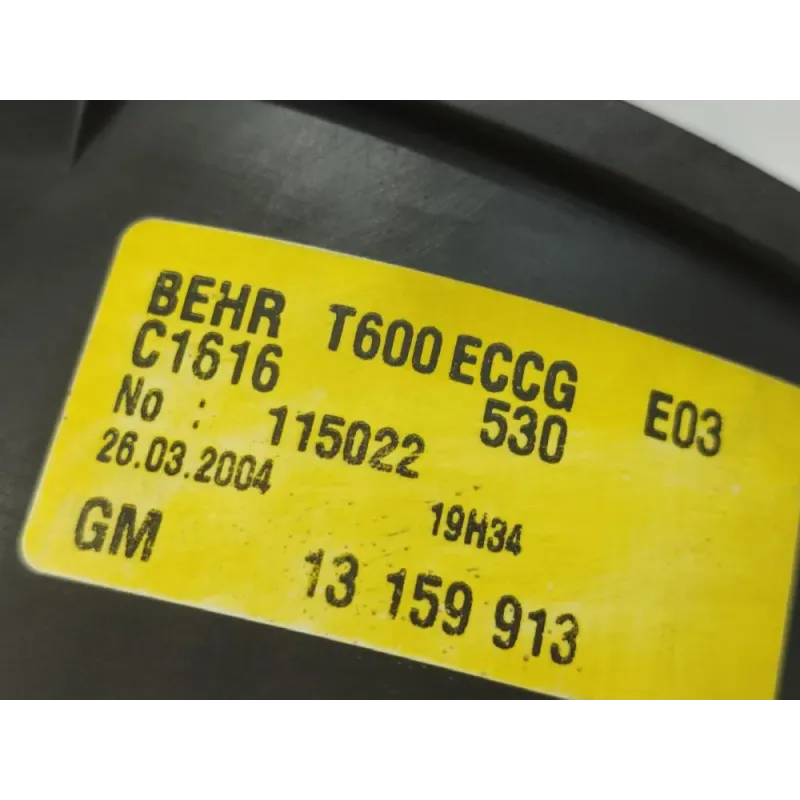 BEHR T600 ECCG E03
C1616 530
No : 115022
26.03.2004 19H34
GM 13 159 913